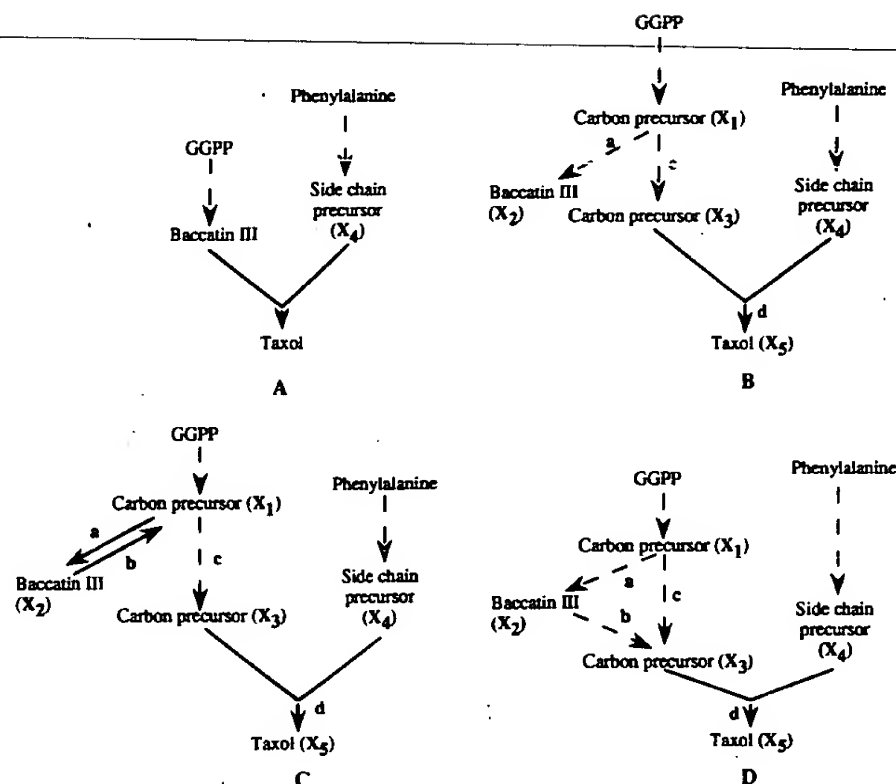 Phenylalanine
GGPP
Side chain
precursor
(X4)
Baccatin III
Taxol
A
GGPP
Carbon precursor (X1)
Phenylalanine
a
c
Baccatin III
(X2)
Carbon precursor (X3)
Side chain
precursor
(X4)
d
Taxol (X5)
B
GGPP
Carbon precursor (X1)
Phenylalanine
a
b
c
Baccatin III
(X2)
Side chain
precursor
(X4)
Carbon precursor (X3)
d
Taxol (X5)
C
GGPP
Phenylalanine
Carbon precursor (X1)
a
c
Baccatin III
(X2)
b
Side chain
precursor
(X4)
Carbon precursor (X3)
d
Taxol (X5)
D